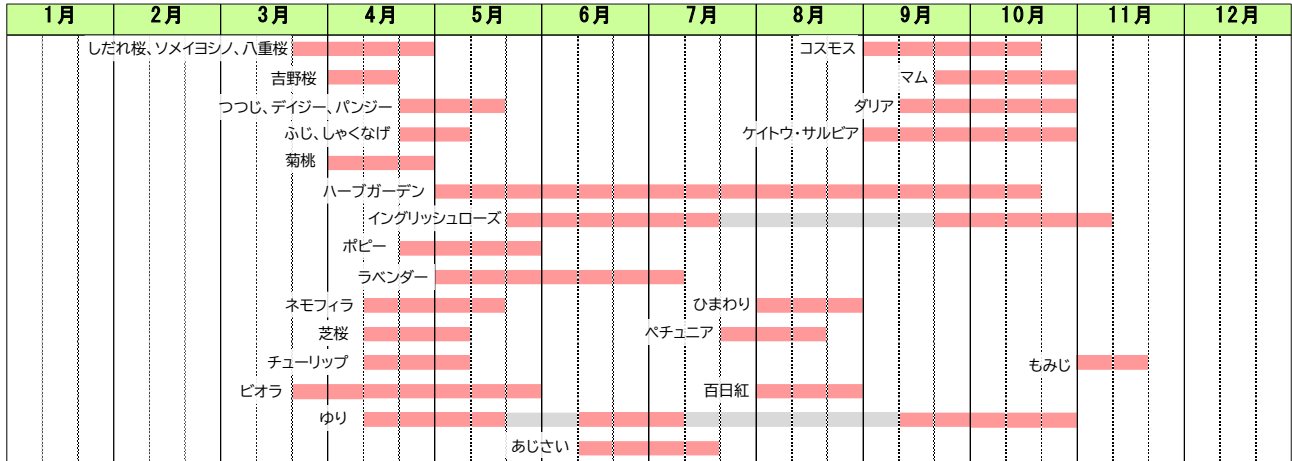 1月 2月 3月 4月 5月 6月 7月 8月 9月 10月 11月 12月
しだれ桜、ソメイヨシノ、八重桜 コスモス
吉野桜 マム
つつじ、デイジー、パンジー ダリア
ふじ、しゃくなげ ケイトウ・サルビア
菊桃
ハーブガーデン
イングリッシュローズ
ポピー
ラベンダー
ネモフィラ ひまわり
芝桜 ペチュニア
チューリップ もみじ
ビオラ 百日紅
ゆり
あじさい